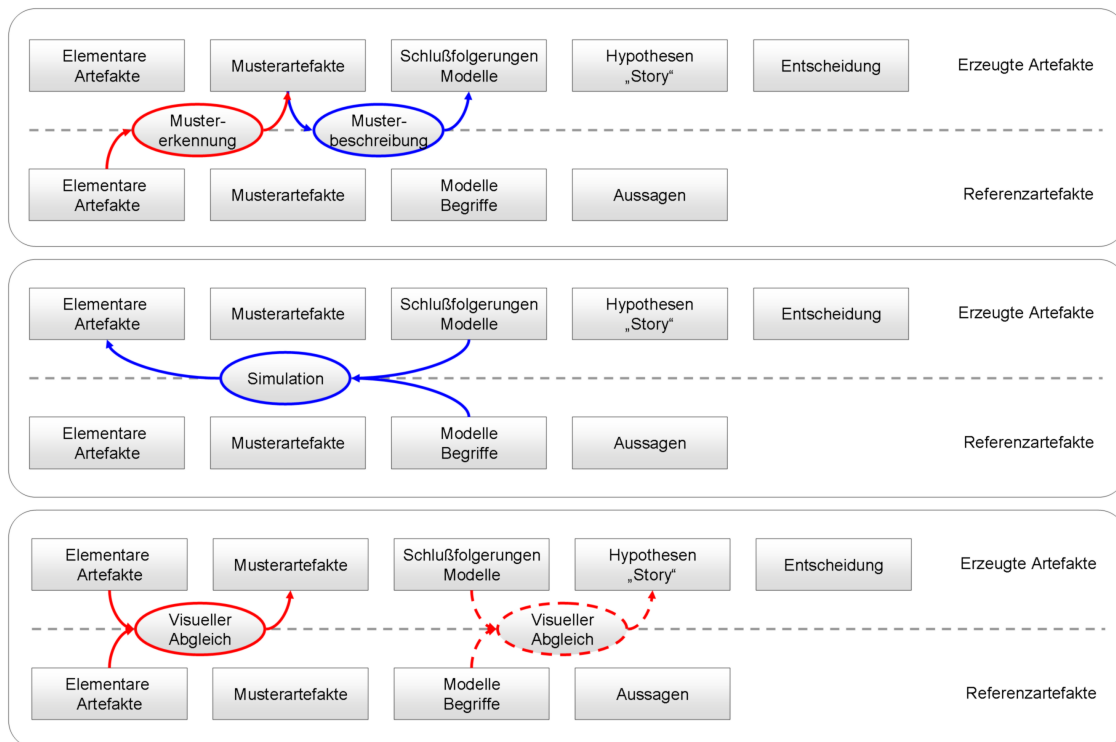 Elementare
Artefakte
Musterartefakte
Schlußfolgerungen
Modelle
Hypothesen
„Story“
Entscheidung
Erzeugte Artefakte
Muster-
erkennung
Muster-
beschreibung
Elementare
Artefakte
Musterartefakte
Modelle
Begriffe
Aussagen
Referenzartefakte
Elementare
Artefakte
Musterartefakte
Schlußfolgerungen
Modelle
Hypothesen
„Story“
Entscheidung
Erzeugte Artefakte
Simulation
Elementare
Artefakte
Musterartefakte
Modelle
Begriffe
Aussagen
Referenzartefakte
Elementare
Artefakte
Musterartefakte
Schlußfolgerungen
Modelle
Hypothesen
„Story“
Entscheidung
Erzeugte Artefakte
Visueller
Abgleich
Visueller
Abgleich
Elementare
Artefakte
Musterartefakte
Modelle
Begriffe
Aussagen
Referenzartefakte